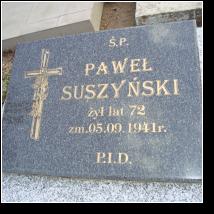 Ś.P.
PAWEŁ
SUSZYŃSKI
żył lat 72
zm.05.09.1941r.
P.I.D.